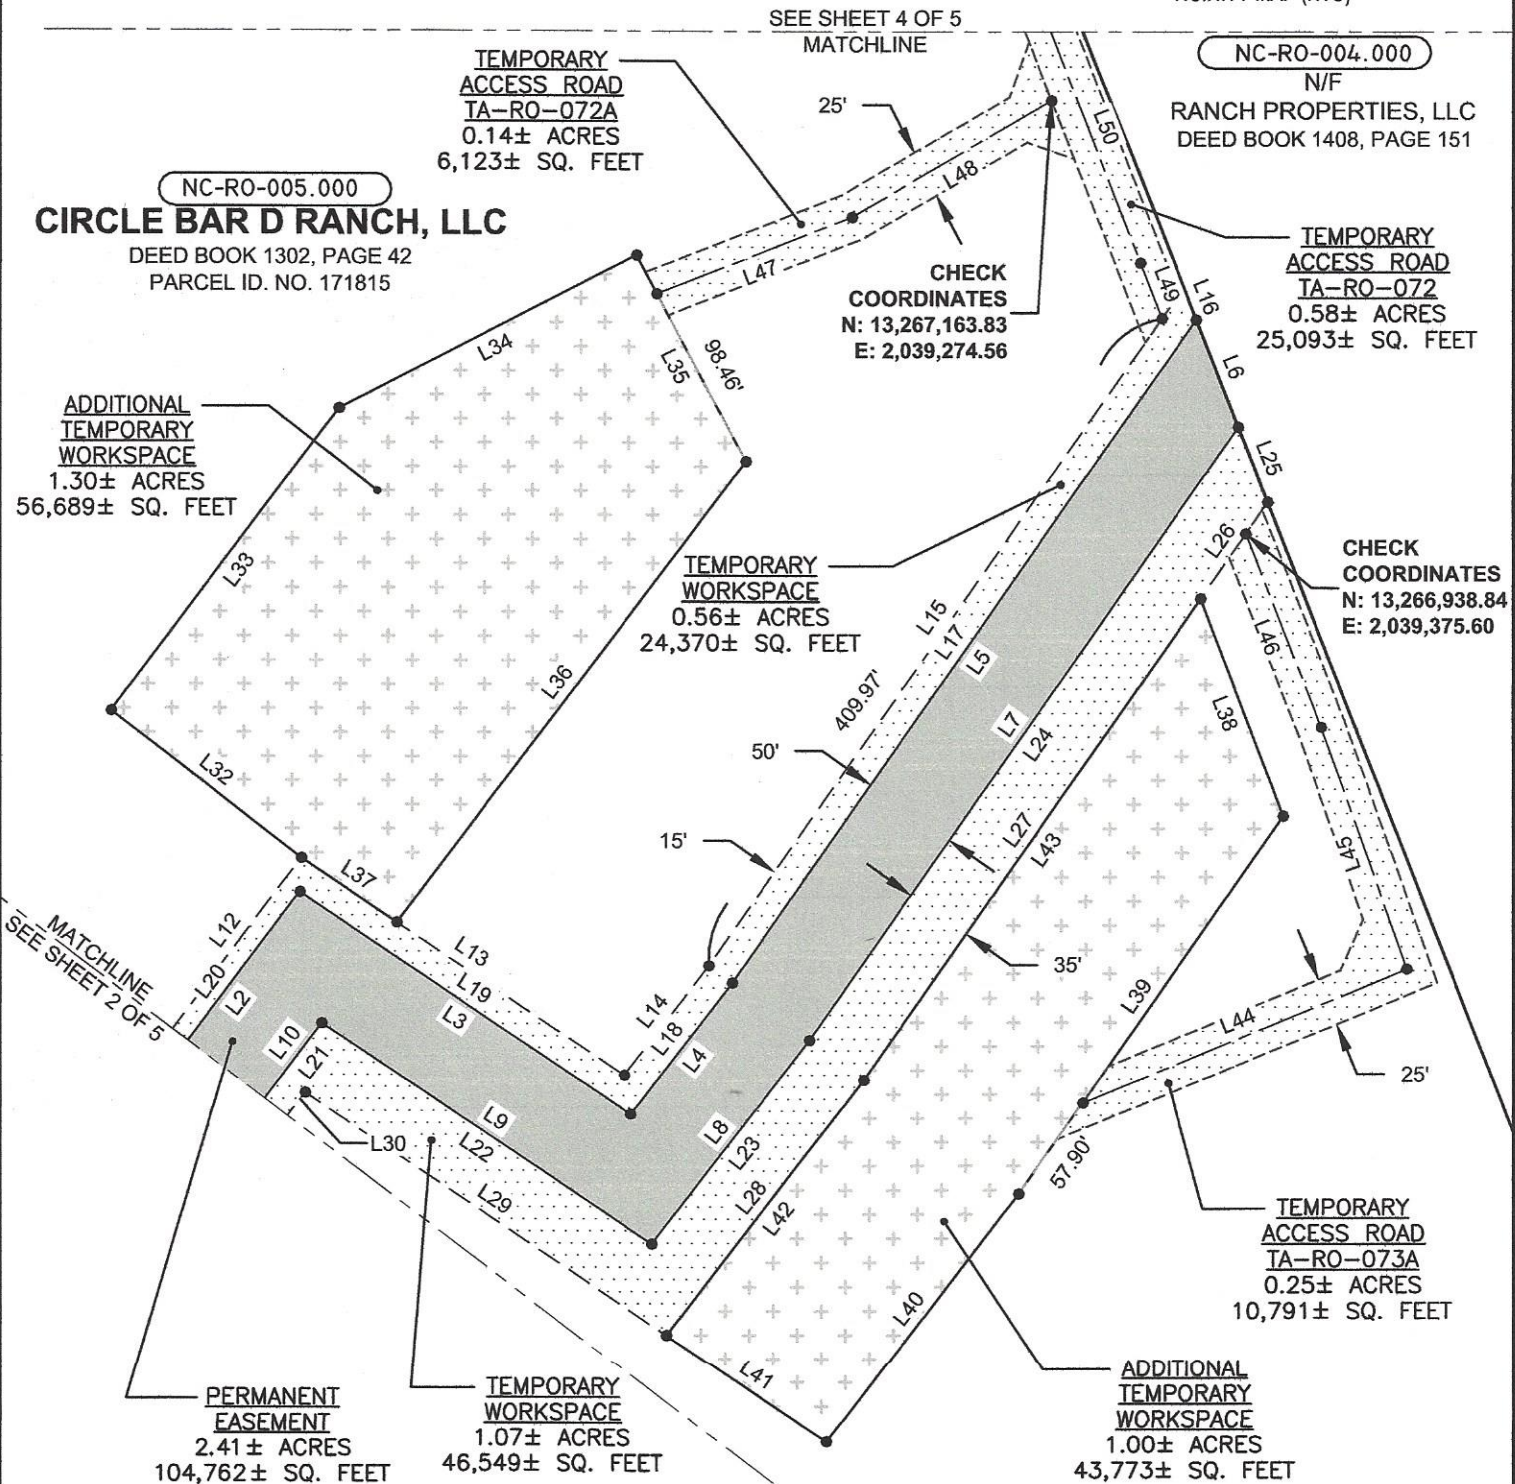 SEE SHEET 4 OF 5
MATCHLINE
TEMPORARY
ACCESS ROAD
TA-RO-072A
0.14± ACRES
6,123± SQ. FEET
25'
NC-RO-004.000
N/F
RANCH PROPERTIES, LLC
DEED BOOK 1408, PAGE 151
L50
L48
NC-RO-005.000
CIRCLE BAR D RANCH, LLC
DEED BOOK 1302, PAGE 42
PARCEL ID. NO. 171815
L47
CHECK
COORDINATES
N: 13,267,163.83
E: 2,039,274.56
L49
L16
TEMPORARY
ACCESS ROAD
TA-RO-072
0.58± ACRES
25,093± SQ. FEET
L34
L35
98.46'
L6
ADDITIONAL
TEMPORARY
WORKSPACE
1.30± ACRES
56,689± SQ. FEET
L25
L33
TEMPORARY
WORKSPACE
0.56± ACRES
24,370± SQ. FEET
L26
CHECK
COORDINATES
N: 13,266,938.84
E: 2,039,375.60
L15
L17
L5
L46
L36
409.97'
L38
L7
L24
50'
L32
15'
L27
L43
L45
L37
L12
L13
L19
MATCHLINE
SEE SHEET 2 OF 5
L20
L2
L3
L14
L18
35'
L39
L10
L21
L4
L44
25'
L9
L22
L8
L23
L30
L29
L28
L42
57.90'
TEMPORARY
ACCESS ROAD
TA-RO-073A
0.25± ACRES
10,791± SQ. FEET
L40
L41
PERMANENT
EASEMENT
2.41± ACRES
104,762± SQ. FEET
TEMPORARY
WORKSPACE
1.07± ACRES
46,549± SQ. FEET
ADDITIONAL
TEMPORARY
WORKSPACE
1.00± ACRES
43,773± SQ. FEET